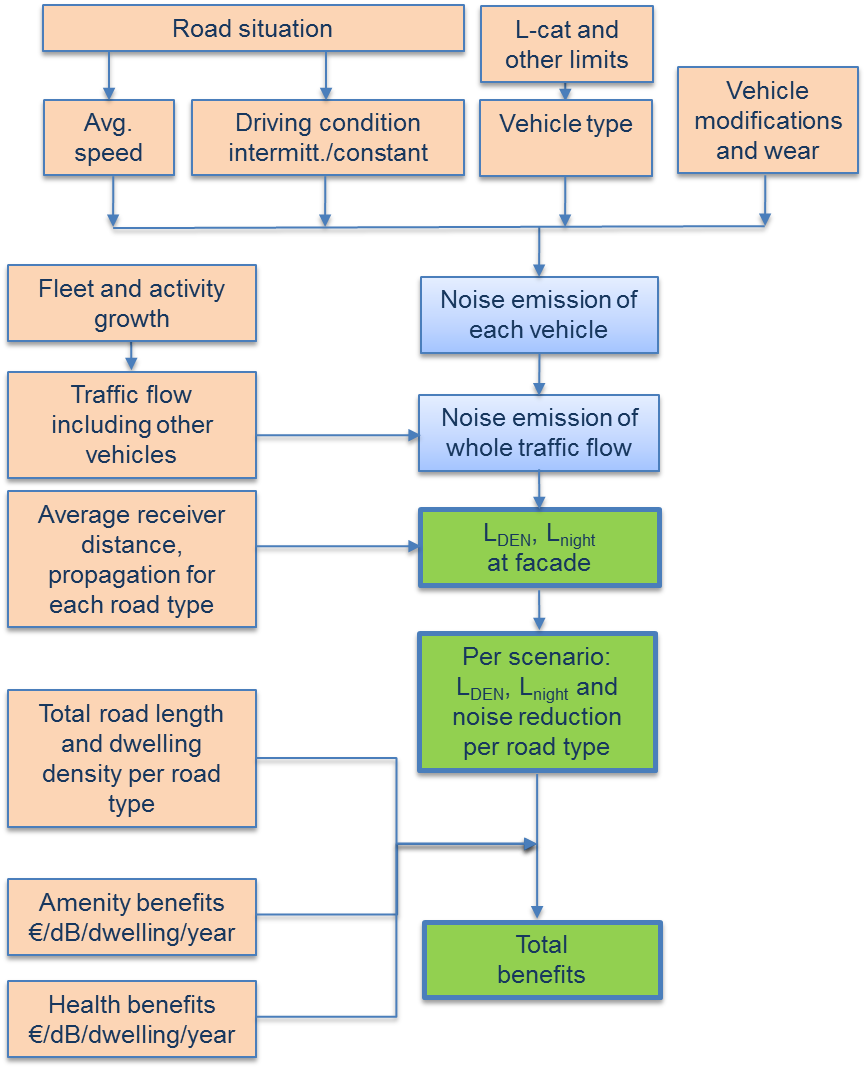 Road situation
L-cat and
other limits
Avg.
speed
Driving condition
intermitt./constant
Vehicle type
Vehicle
modifications
and wear
Fleet and activity
growth
Noise emission of
each vehicle
Traffic flow
including other
vehicles
Noise emission of
whole traffic flow
Average receiver
distance,
propagation for
each road type
LDEN, Lnight
at facade
Per scenario:
LDEN, Lnight and
noise reduction
per road type
Total road length
and dwelling
density per road
type
Amenity benefits
€/dB/dwelling/year
Total
benefits
Health benefits
€/dB/dwelling/year